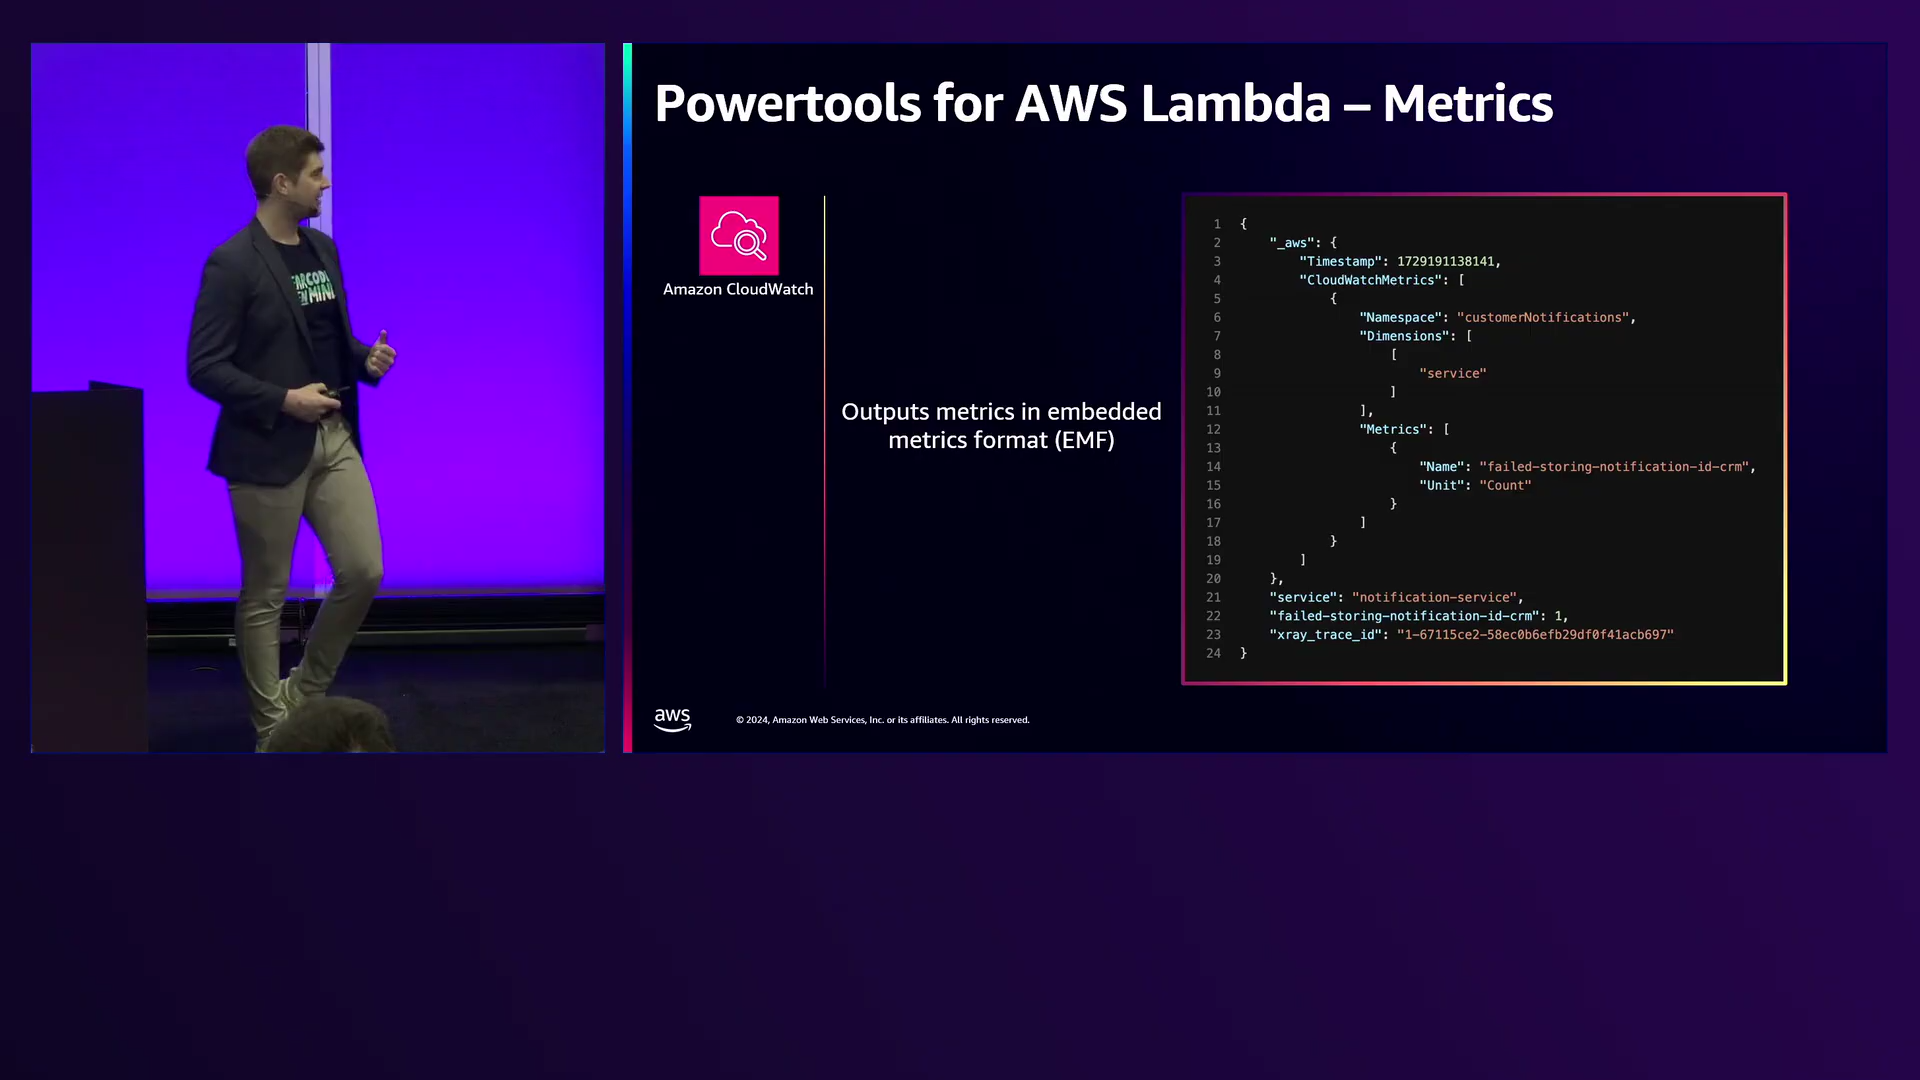 Powertools for AWS Lambda – Metrics
Amazon CloudWatch
Outputs metrics in embedded
metrics format (EMF)
1 {
2 "_aws": {
3 "Timestamp": 1729191138141,
4 "CloudWatchMetrics": [
5 {
6 "Namespace": "customerNotifications",
7 "Dimensions": [
8 [
9 "service"
10 ]
11 ],
12 "Metrics": [
13 {
14 "Name": "failed-storing-notification-id-crm",
15 "Unit": "Count"
16 }
17 ]
18 }
19 ]
20 },
21 "service": "notification-service",
22 "failed-storing-notification-id-crm": 1,
23 "xray_trace_id": "1-67115ce2-58ec0b6efb29df0f41acb697"
24 }
aws
© 2024, Amazon Web Services, Inc. or its affiliates. All rights reserved.